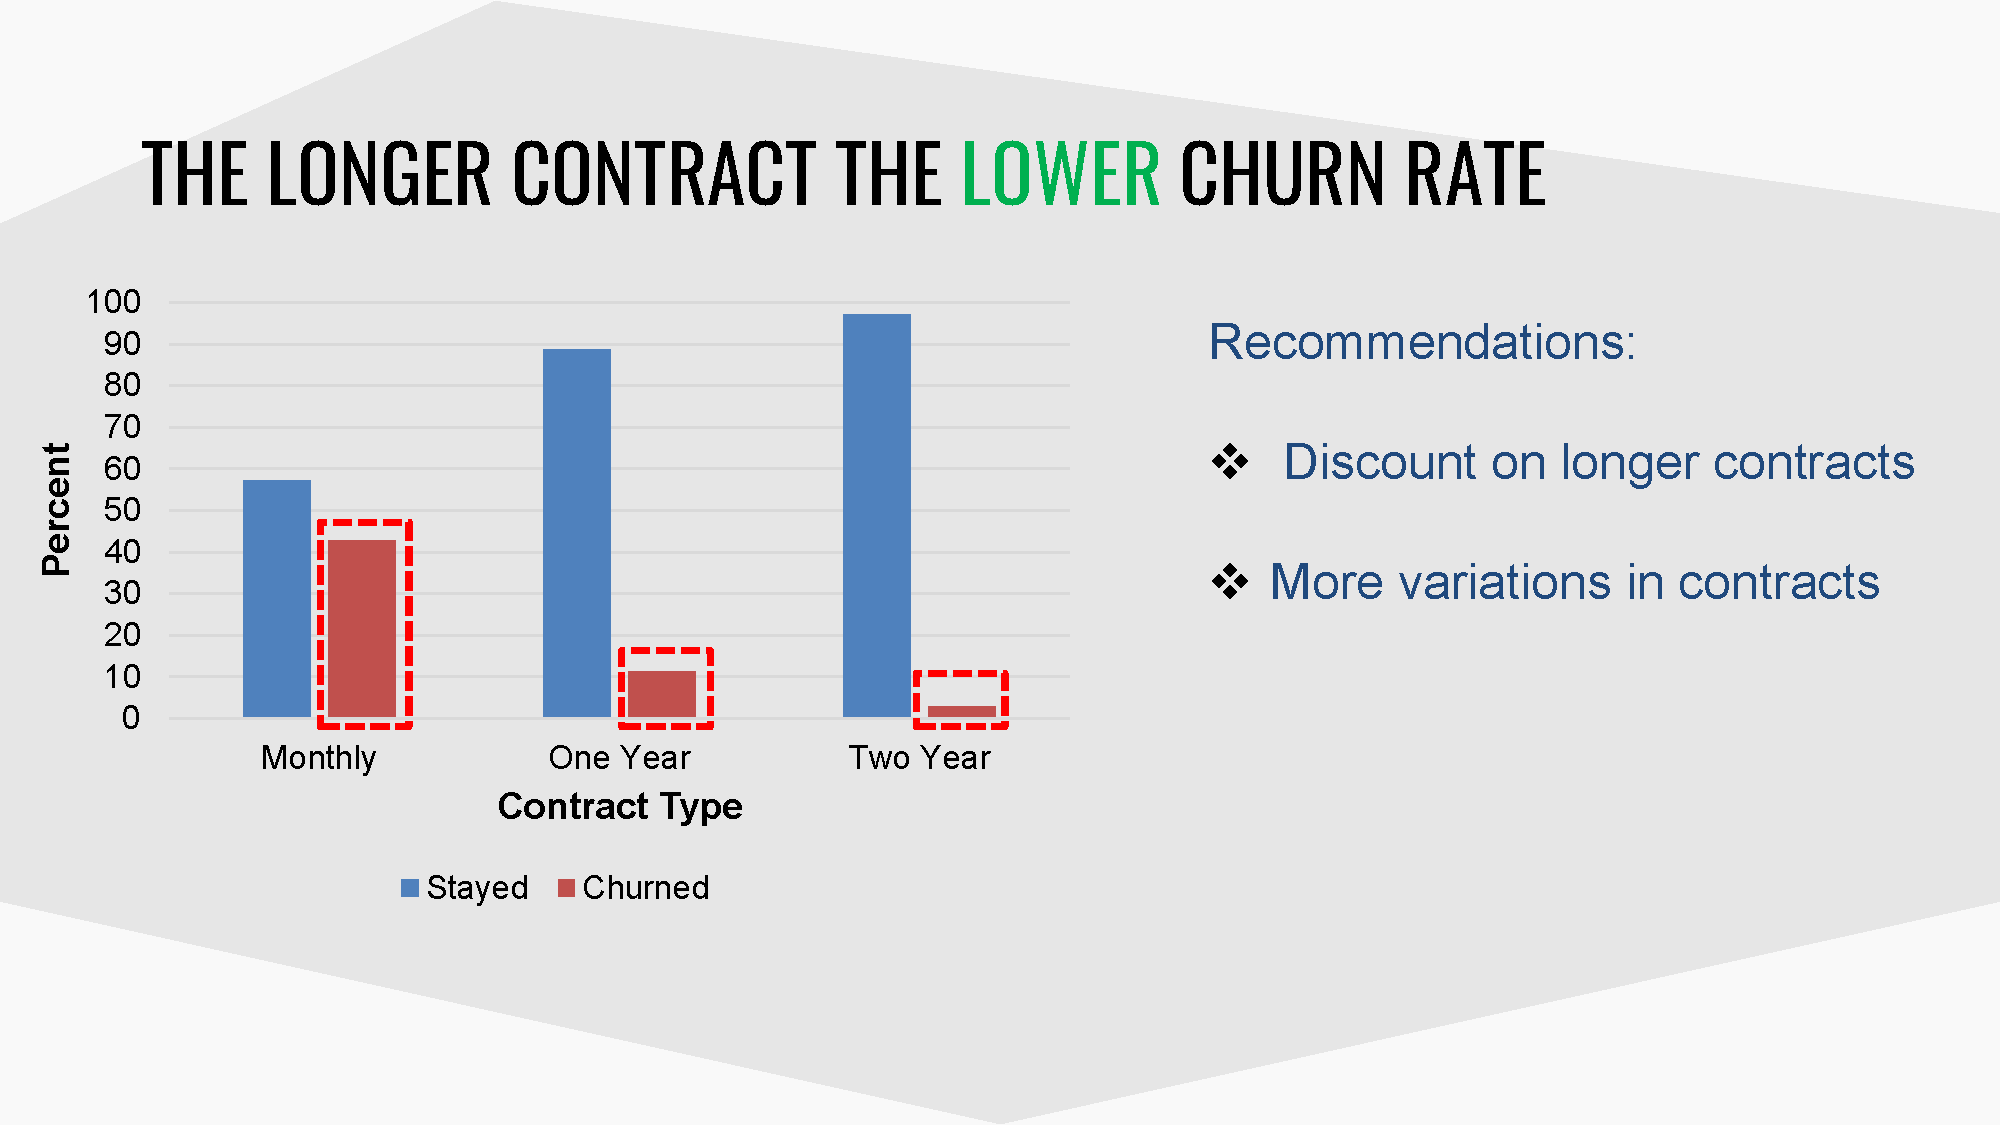 THE LONGER CONTRACT THE LOWER CHURN RATE
100
90
80
70
60
50
40
30
20
10
0
Percent
Monthly One Year Two Year
Contract Type
Stayed Churned
Recommendations:
❖ Discount on longer contracts
❖ More variations in contracts